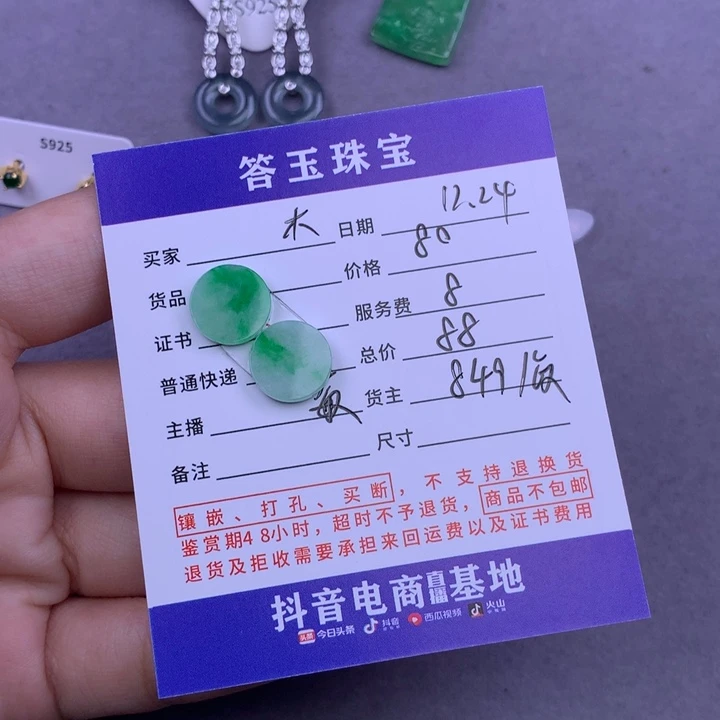 S925
S925
答玉珠宝
买家 木 日期 12.24
货品 价格 80
证书 服务费 8
普通快递 总价 88
主播 敏 货主 849/敏
备注 尺寸
镶嵌、打孔、买断，不支持退换货
鉴赏期48小时，超时不予退货，商品不包邮
退货及拒收需要承担来回运费以及证书费用
抖音电商直播基地
头条 今日头条 抖音 西瓜视频 火山